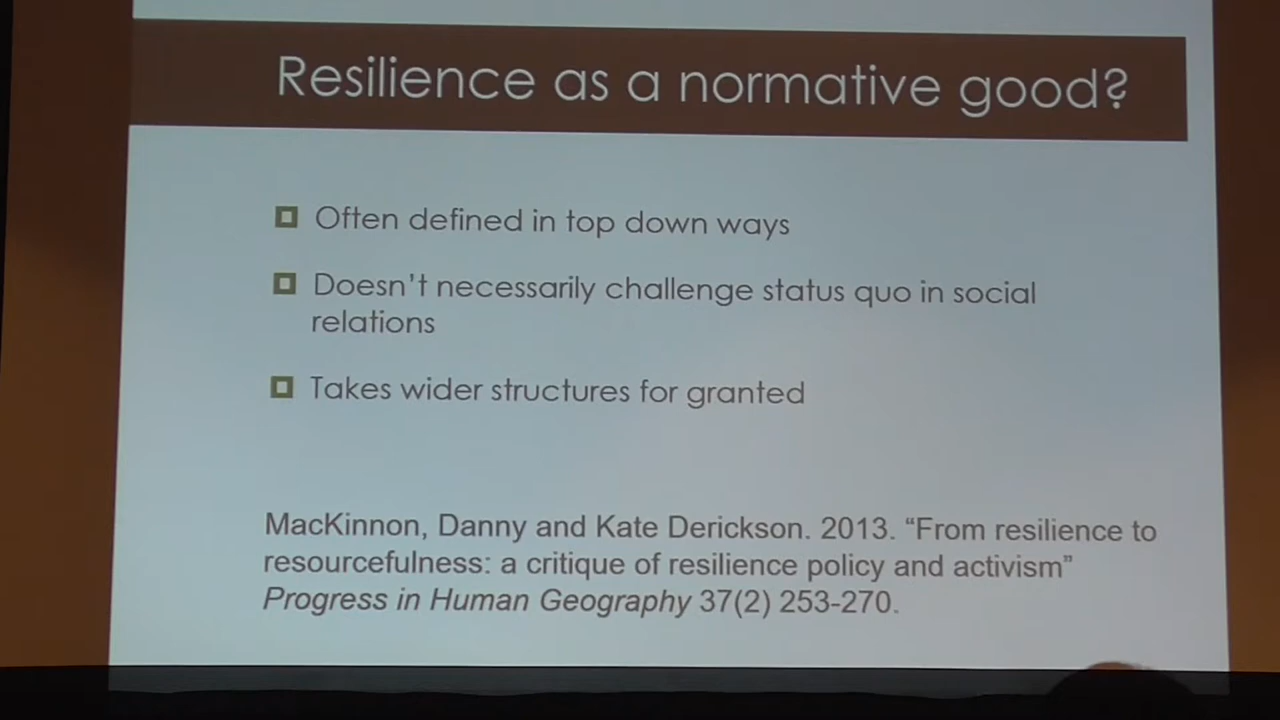 Resilience as a normative good?
Often defined in top down ways
Doesn't necessarily challenge status quo in social
relations
Takes wider structures for granted
MacKinnon, Danny and Kate Derickson. 2013. “From resilience to
resourcefulness: a critique of resilience policy and activism”
Progress in Human Geography 37(2) 253-270.